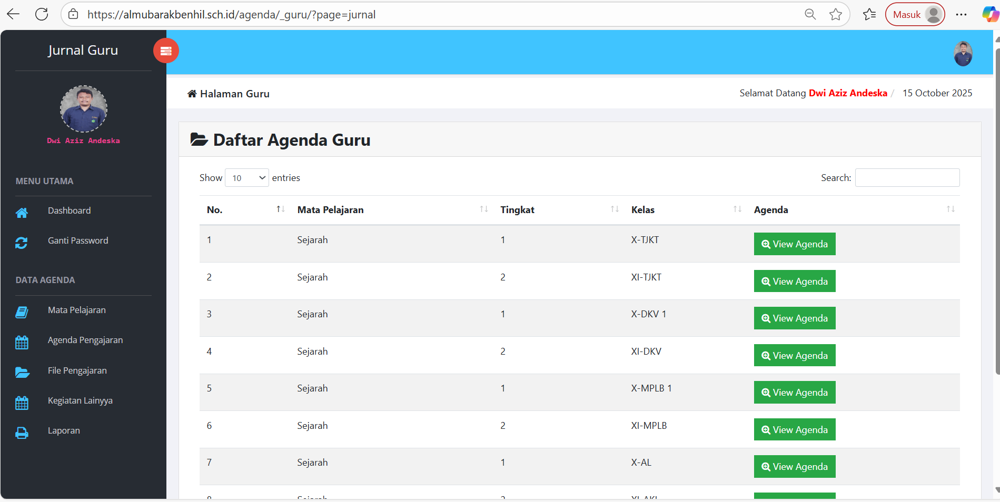 https://almubarakbenhil.sch.id/agenda/_guru/?page=jurnal
Masuk
Jurnal Guru
Dwi Aziz Andeska
MENU UTAMA
Dashboard
Ganti Password
DATA AGENDA
Mata Pelajaran
Agenda Pengajaran
File Pengajaran
Kegiatan Lainyya
Laporan
Halaman Guru
Selamat Datang Dwi Aziz Andeska / 15 October 2025
Daftar Agenda Guru
Show 10 entries
Search:
No. Mata Pelajaran Tingkat Kelas Agenda
1 Sejarah 1 X-TJKT View Agenda
2 Sejarah 2 XI-TJKT View Agenda
3 Sejarah 1 X-DKV 1 View Agenda
4 Sejarah 2 XI-DKV View Agenda
5 Sejarah 1 X-MPLB 1 View Agenda
6 Sejarah 2 XI-MPLB View Agenda
7 Sejarah 1 X-AL View Agenda
8 Sejarah 2